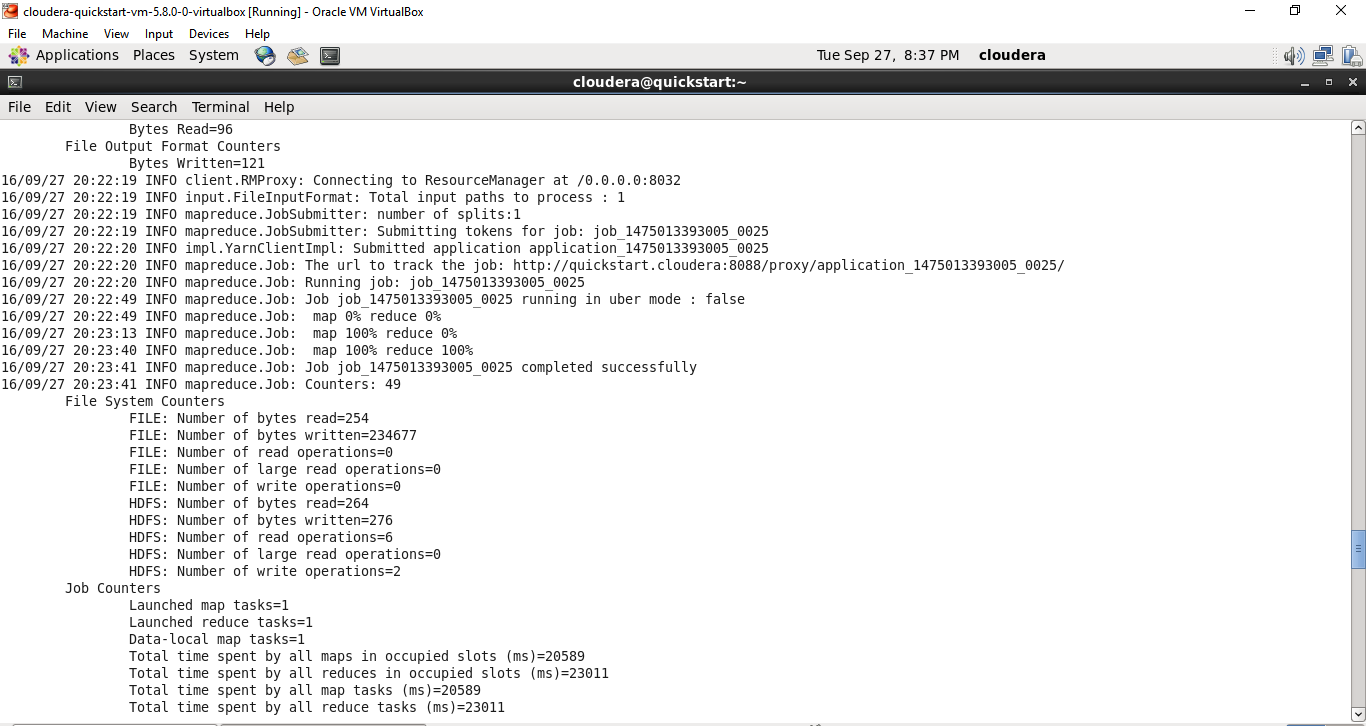 cloudera-quickstart-vm-5.8.0-0-virtualbox [Running] - Oracle VM VirtualBox
File Machine View Input Devices Help
Applications Places System Tue Sep 27, 8:37 PM cloudera
cloudera@quickstart:~
File Edit View Search Terminal Help
Bytes Read=96
File Output Format Counters
Bytes Written=121
16/09/27 20:22:19 INFO client.RMProxy: Connecting to ResourceManager at /0.0.0.0:8032
16/09/27 20:22:19 INFO input.FileInputFormat: Total input paths to process : 1
16/09/27 20:22:19 INFO mapreduce.JobSubmitter: number of splits:1
16/09/27 20:22:19 INFO mapreduce.JobSubmitter: Submitting tokens for job: job_1475013393005_0025
16/09/27 20:22:20 INFO impl.YarnClientImpl: Submitted application application_1475013393005_0025
16/09/27 20:22:20 INFO mapreduce.Job: The url to track the job: http://quickstart.cloudera:8088/proxy/application_1475013393005_0025/
16/09/27 20:22:20 INFO mapreduce.Job: Running job: job_1475013393005_0025
16/09/27 20:22:49 INFO mapreduce.Job: Job job_1475013393005_0025 running in uber mode : false
16/09/27 20:22:49 INFO mapreduce.Job:  map 0% reduce 0%
16/09/27 20:23:13 INFO mapreduce.Job:  map 100% reduce 0%
16/09/27 20:23:40 INFO mapreduce.Job:  map 100% reduce 100%
16/09/27 20:23:41 INFO mapreduce.Job: Job job_1475013393005_0025 completed successfully
16/09/27 20:23:41 INFO mapreduce.Job: Counters: 49
File System Counters
FILE: Number of bytes read=254
FILE: Number of bytes written=234677
FILE: Number of read operations=0
FILE: Number of large read operations=0
FILE: Number of write operations=0
HDFS: Number of bytes read=264
HDFS: Number of bytes written=276
HDFS: Number of read operations=6
HDFS: Number of large read operations=0
HDFS: Number of write operations=2
Job Counters
Launched map tasks=1
Launched reduce tasks=1
Data-local map tasks=1
Total time spent by all maps in occupied slots (ms)=20589
Total time spent by all reduces in occupied slots (ms)=23011
Total time spent by all map tasks (ms)=20589
Total time spent by all reduce tasks (ms)=23011